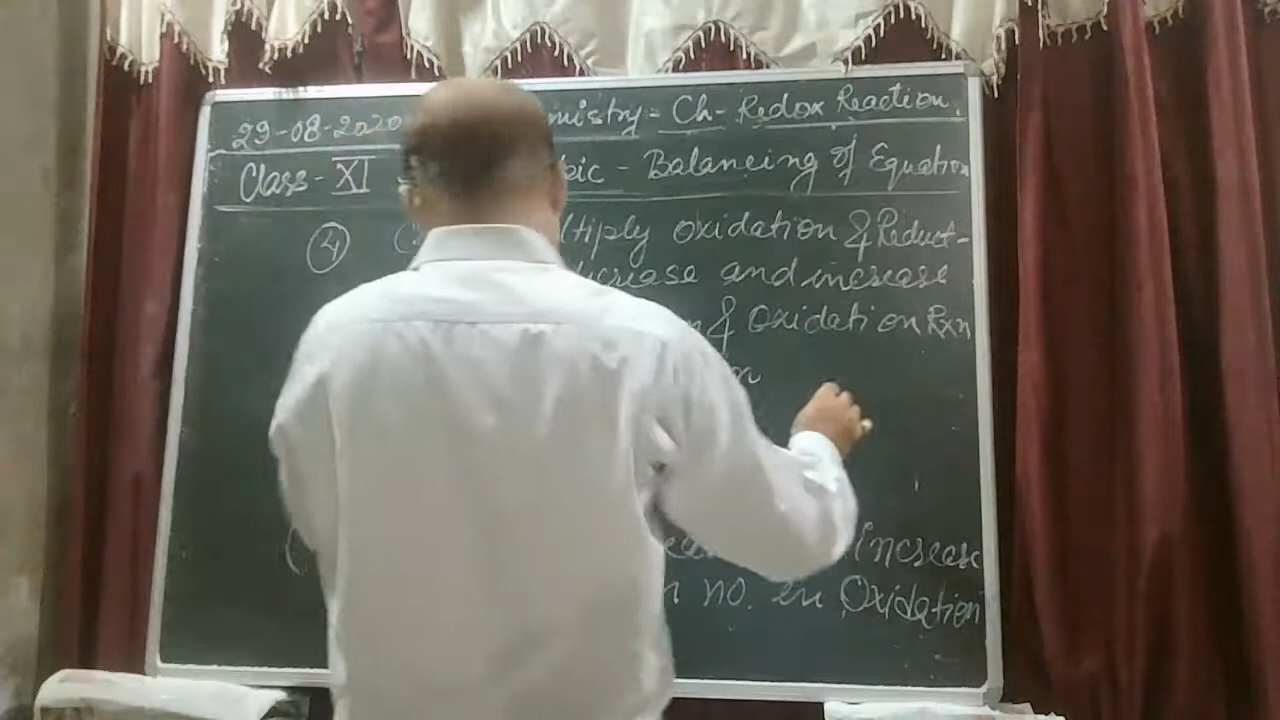 29-08-2020 mistry - Ch - Redox Reaction.
Class - XI pic - Balancing of Equation
4 ltiply oxidation & Reduct-
crease and increase
n & Oxidation Rxn
Increase
n no. in Oxidation